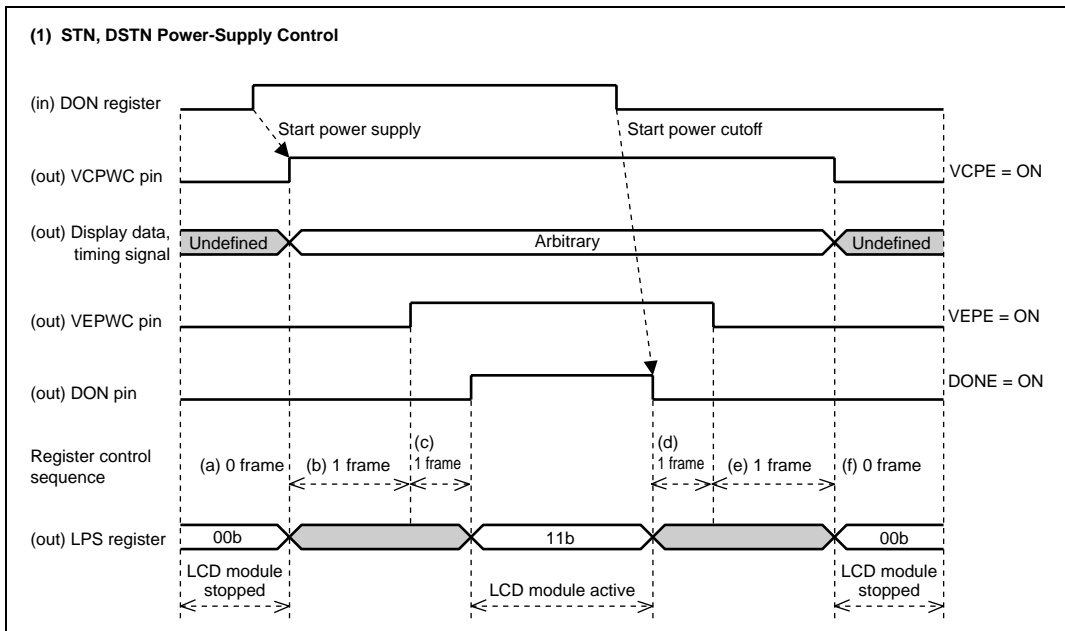 (1) STN, DSTN Power-Supply Control
(in) DON register
Start power supply
Start power cutoff
(out) VCPWC pin
VCPE = ON
(out) Display data,
timing signal
Undefined
Arbitrary
Undefined
(out) VEPWC pin
VEPE = ON
(out) DON pin
DONE = ON
Register control
sequence
(a) 0 frame
(b) 1 frame
(c)
1 frame
(d)
1 frame
(e) 1 frame
(f) 0 frame
(out) LPS register
00b
11b
00b
LCD module
stopped
LCD module active
LCD module
stopped